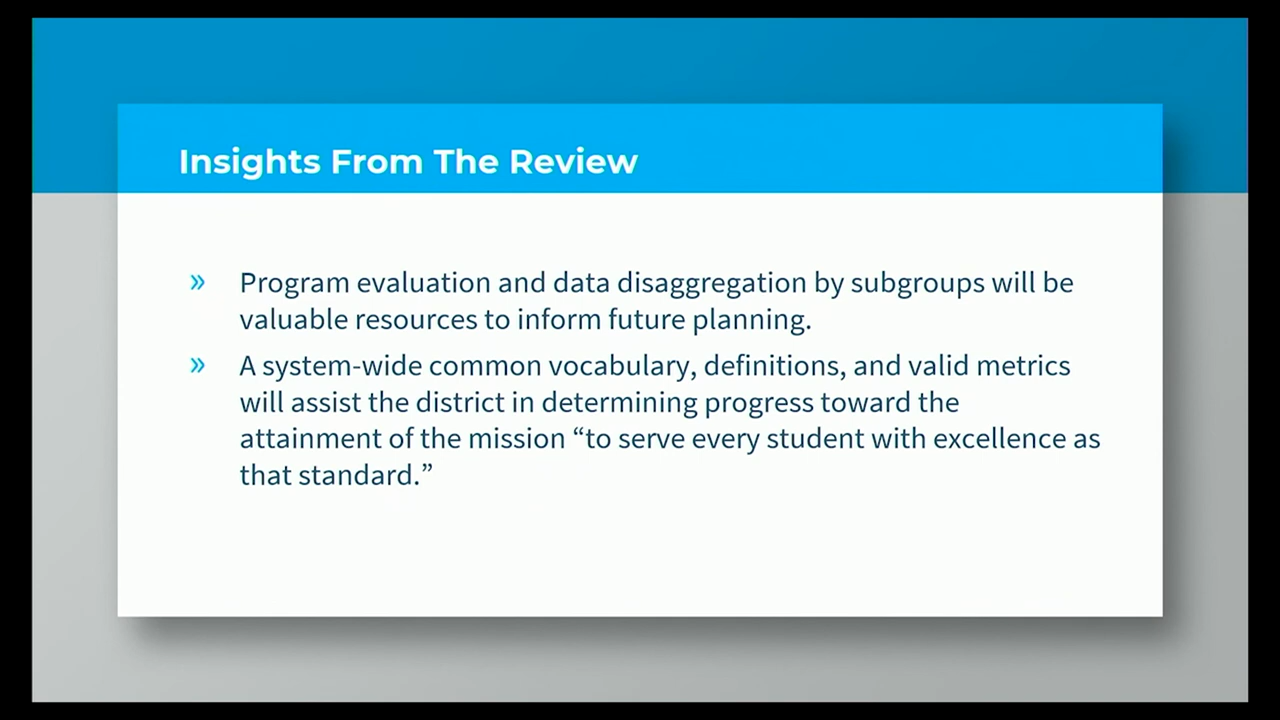 Insights From The Review
» Program evaluation and data disaggregation by subgroups will be
valuable resources to inform future planning.
» A system-wide common vocabulary, definitions, and valid metrics
will assist the district in determining progress toward the
attainment of the mission “to serve every student with excellence as
that standard.”